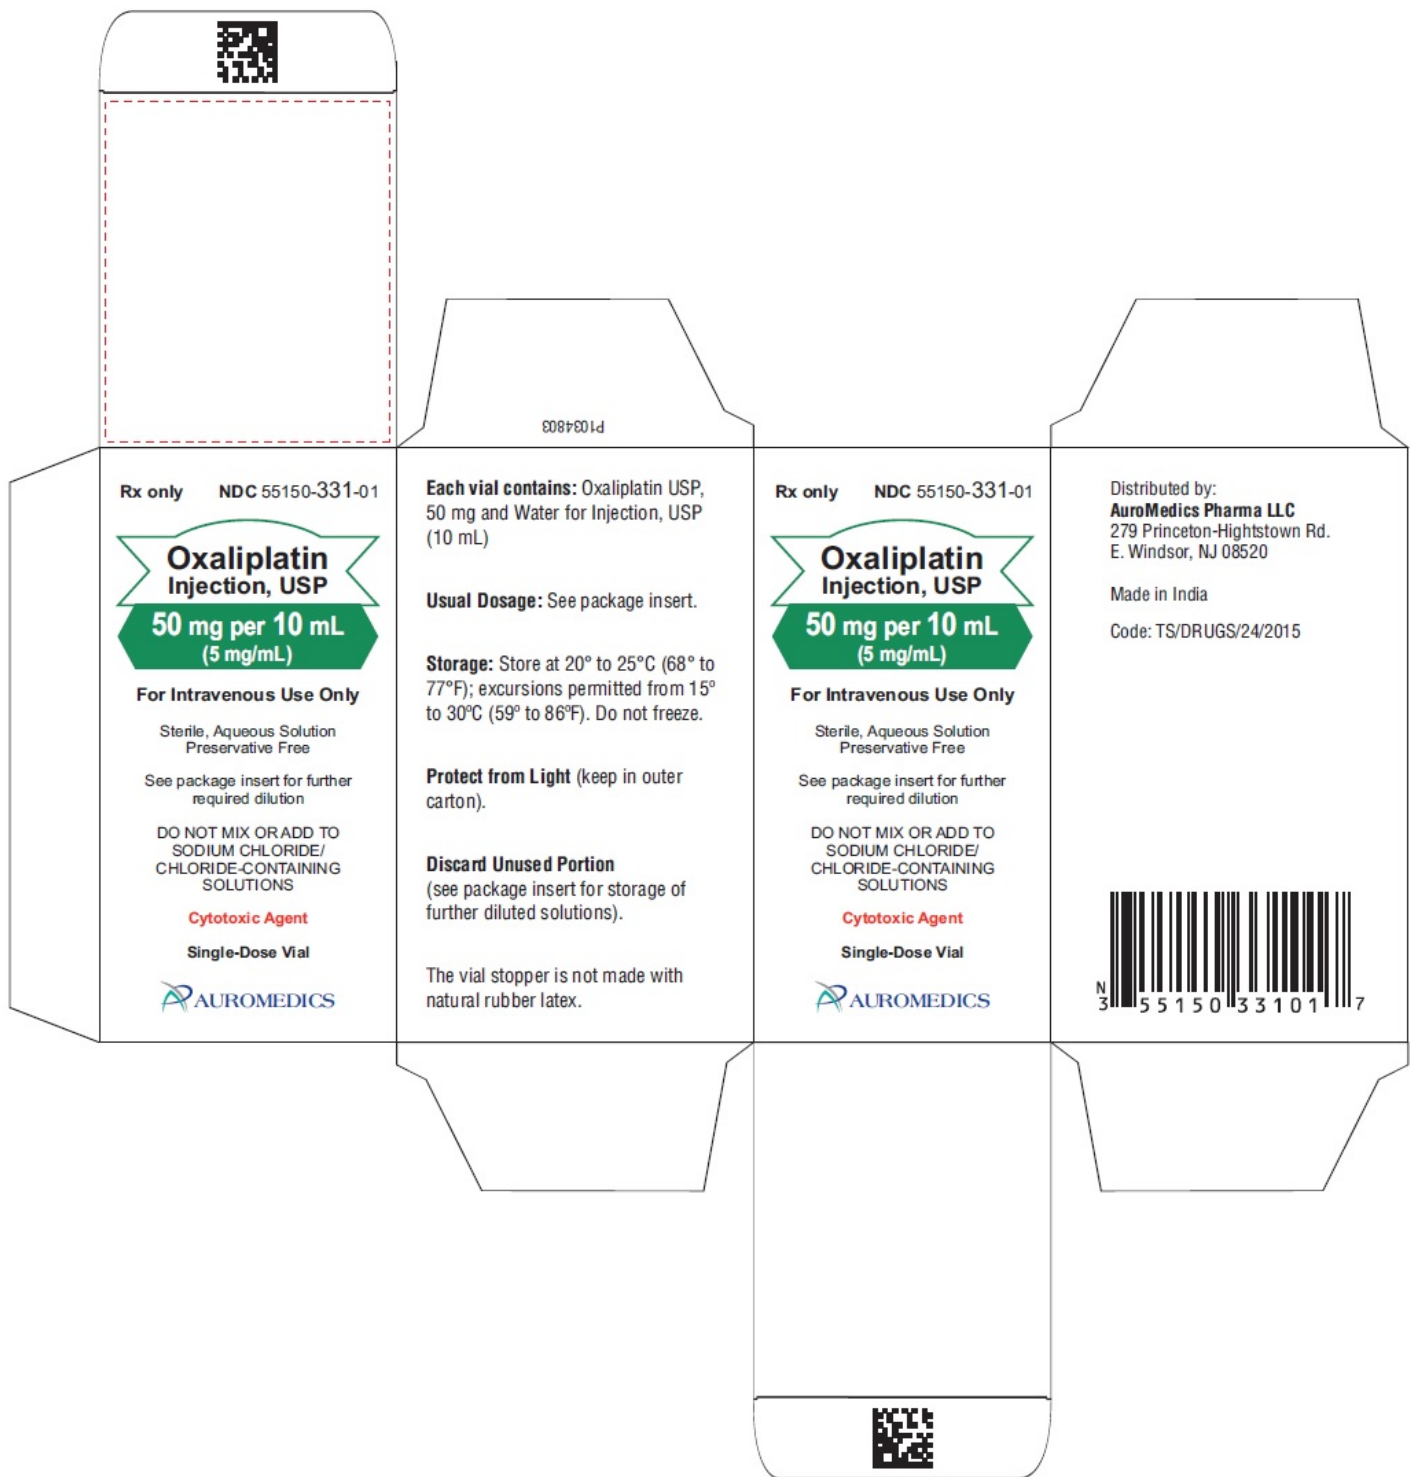 P1034803
Rx only NDC 55150-331-01
Oxaliplatin
Injection, USP
50 mg per 10 mL
(5 mg/mL)
For Intravenous Use Only
Sterile, Aqueous Solution
Preservative Free
See package insert for further
required dilution
DO NOT MIX OR ADD TO
SODIUM CHLORIDE/
CHLORIDE-CONTAINING
SOLUTIONS
Cytotoxic Agent
Single-Dose Vial
AUROMEDICS
Each vial contains: Oxaliplatin USP,
50 mg and Water for Injection, USP
(10 mL)
Usual Dosage: See package insert.
Storage: Store at 20° to 25°C (68° to
77°F); excursions permitted from 15º
to 30ºC (59º to 86ºF). Do not freeze.
Protect from Light (keep in outer
carton).
Discard Unused Portion
(see package insert for storage of
further diluted solutions).
The vial stopper is not made with
natural rubber latex.
Rx only NDC 55150-331-01
Oxaliplatin
Injection, USP
50 mg per 10 mL
(5 mg/mL)
For Intravenous Use Only
Sterile, Aqueous Solution
Preservative Free
See package insert for further
required dilution
DO NOT MIX OR ADD TO
SODIUM CHLORIDE/
CHLORIDE-CONTAINING
SOLUTIONS
Cytotoxic Agent
Single-Dose Vial
AUROMEDICS
Distributed by:
AuroMedics Pharma LLC
279 Princeton-Hightstown Rd.
E. Windsor, NJ 08520
Made in India
Code: TS/DRUGS/24/2015
N
3 55150 33101 7